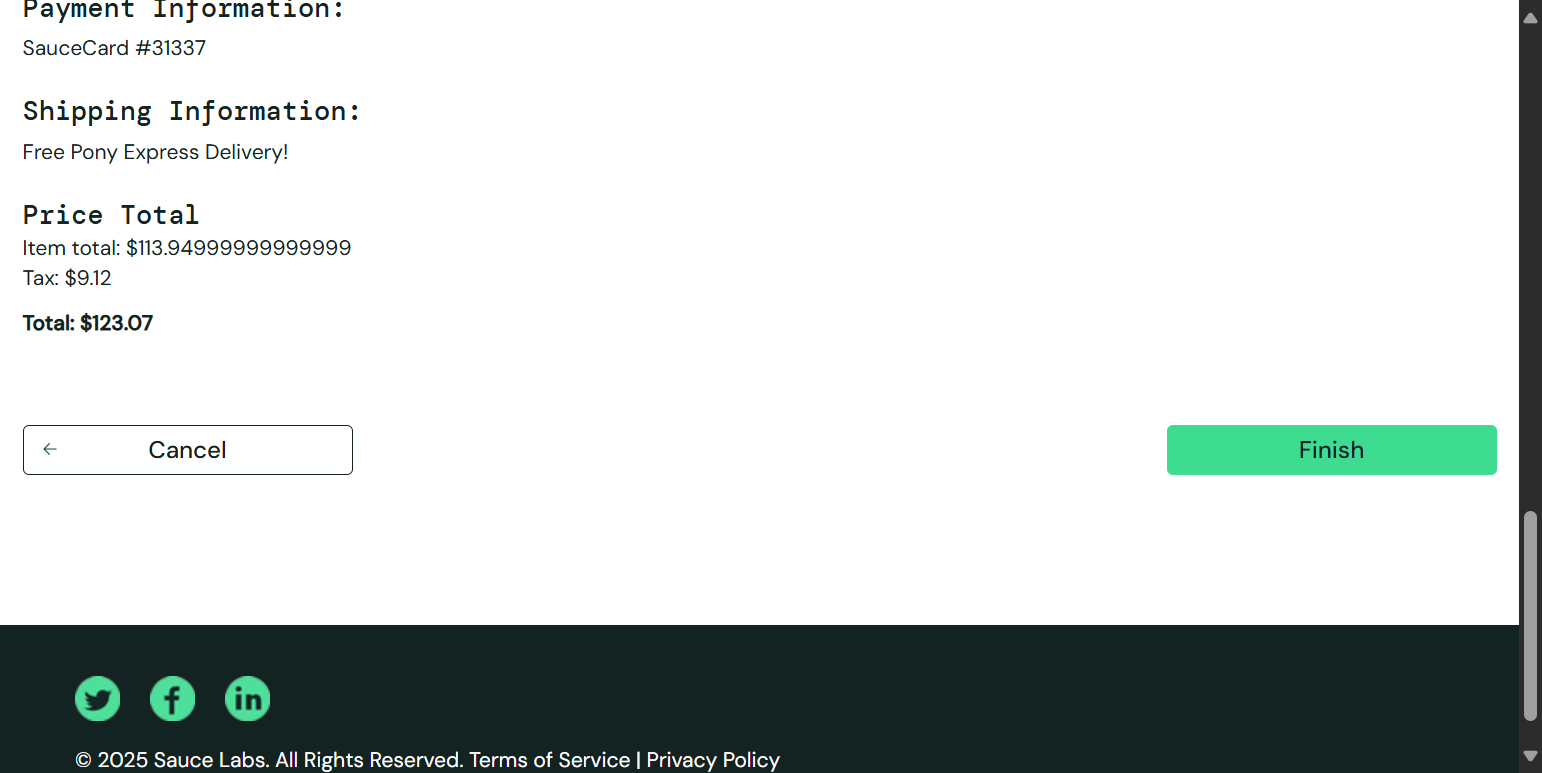 Payment Information:
SauceCard #31337
Shipping Information:
Free Pony Express Delivery!
Price Total
Item total: $113.94999999999999
Tax: $9.12
Total: $123.07
Cancel
Finish
© 2025 Sauce Labs. All Rights Reserved. Terms of Service | Privacy Policy